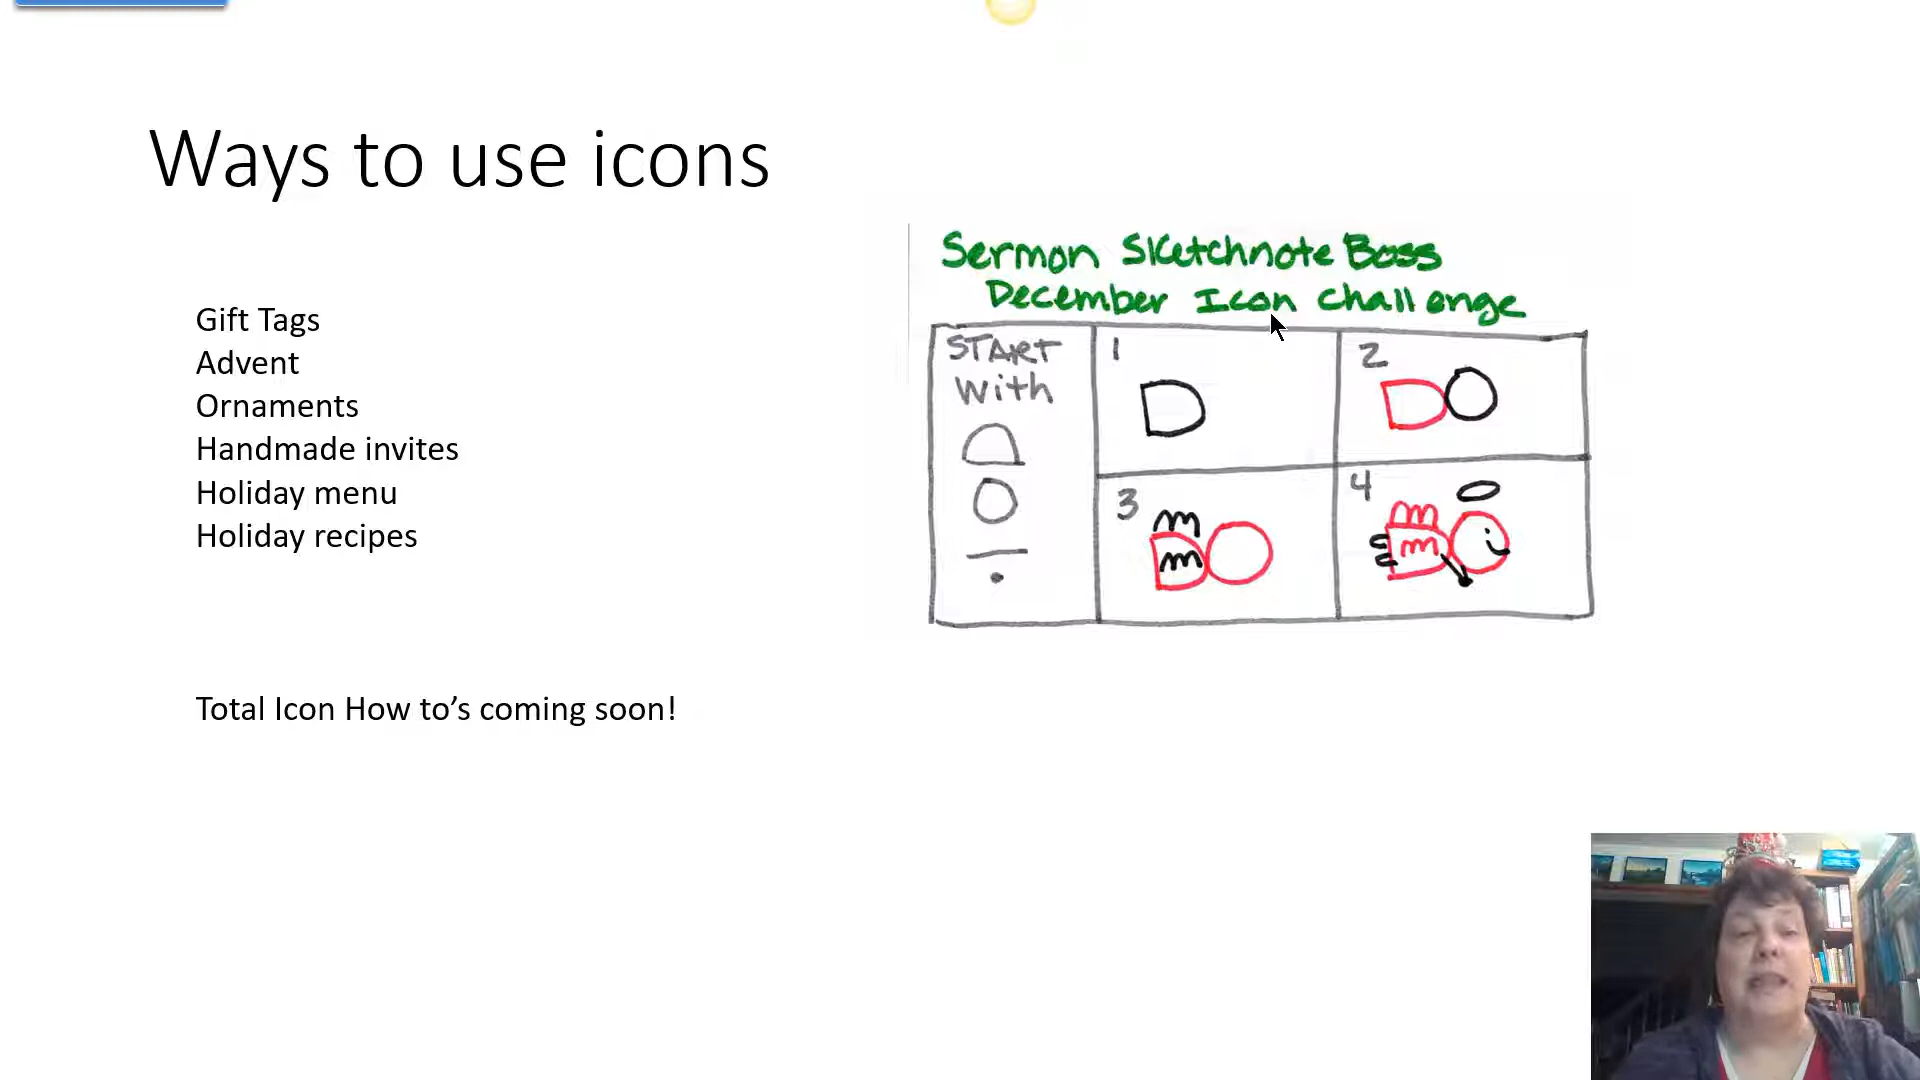 Ways to use icons
Gift Tags
Advent
Ornaments
Handmade invites
Holiday menu
Holiday recipes
Total Icon How to’s coming soon!
Sermon Sketchnote Boss
December Icon Challenge
START
With
1
2
3
4